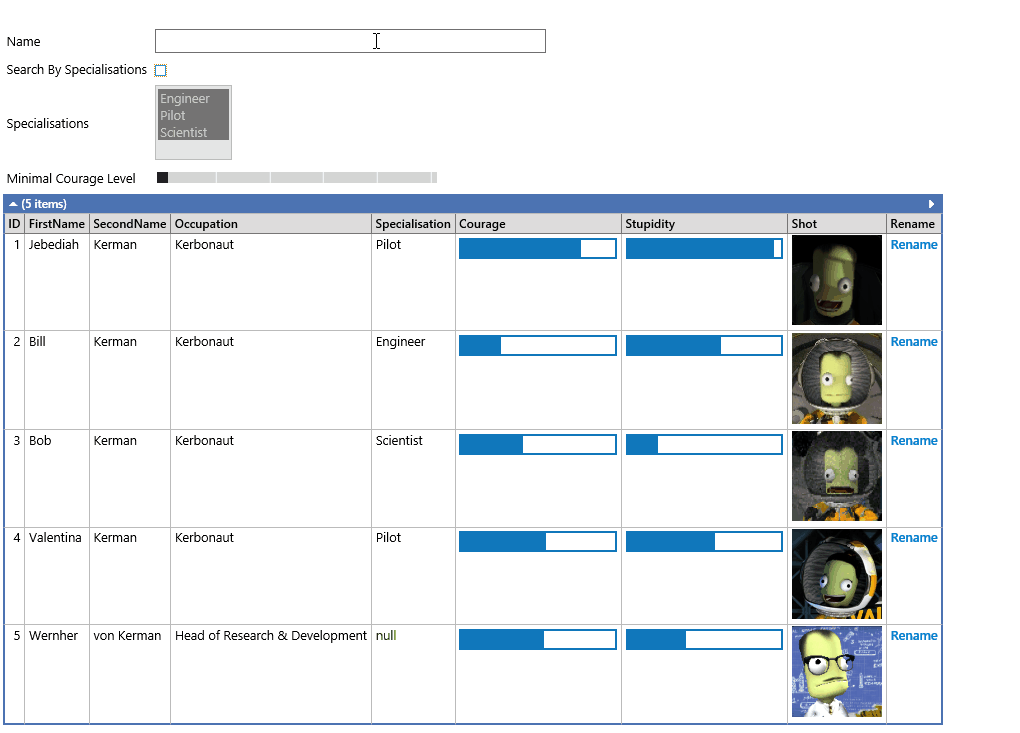 Name
Search By Specialisations
Specialisations
Engineer
Pilot
Scientist
Minimal Courage Level
(5 items)
ID FirstName SecondName Occupation Specialisation Courage Stupidity Shot Rename
1 Jebediah Kerman Kerbonaut Pilot Rename
2 Bill Kerman Kerbonaut Engineer Rename
3 Bob Kerman Kerbonaut Scientist Rename
4 Valentina Kerman Kerbonaut Pilot Rename
VAL
5 Wernher von Kerman Head of Research & Development null Rename